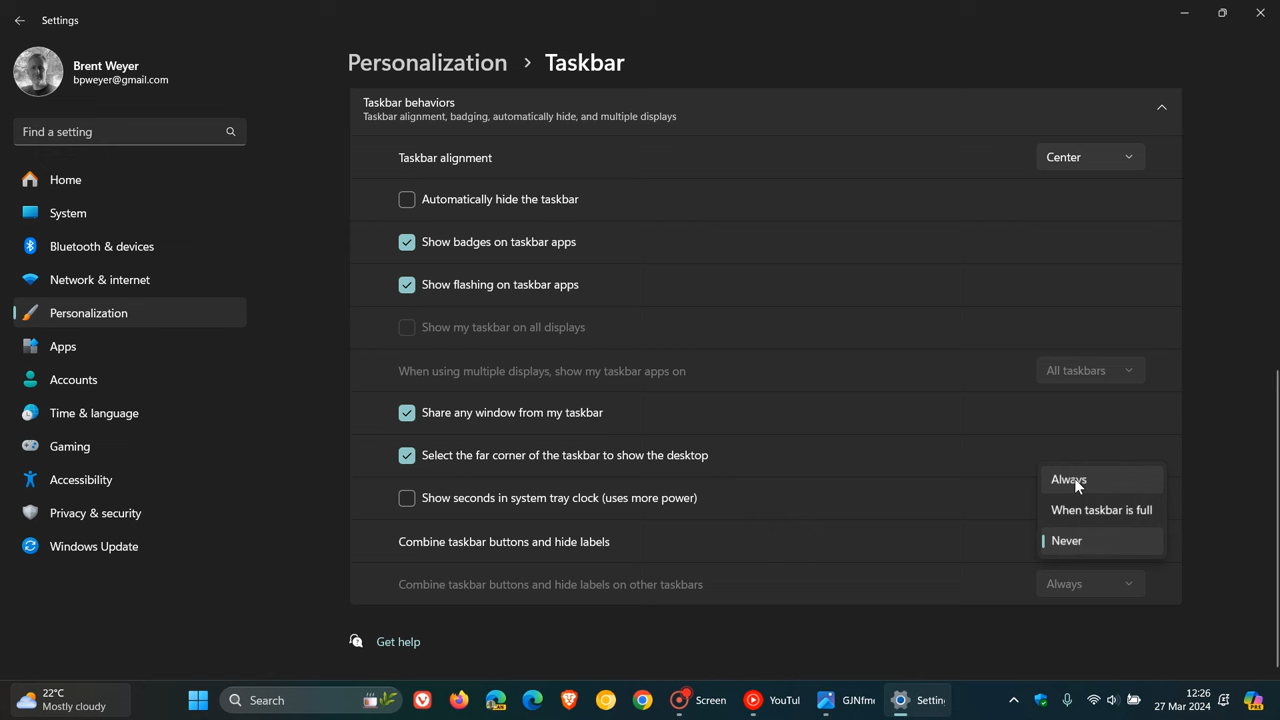 Settings
Brent Weyer
bpweyer@gmail.com
Find a setting
Home
System
Bluetooth & devices
Network & internet
Personalization
Apps
Accounts
Time & language
Gaming
Accessibility
Privacy & security
Windows Update
Personalization > Taskbar
Taskbar behaviors
Taskbar alignment, badging, automatically hide, and multiple displays
Taskbar alignment Center
Automatically hide the taskbar
Show badges on taskbar apps
Show flashing on taskbar apps
Show my taskbar on all displays
When using multiple displays, show my taskbar apps on All taskbars
Share any window from my taskbar
Select the far corner of the taskbar to show the desktop
Always
Show seconds in system tray clock (uses more power)
When taskbar is full
Combine taskbar buttons and hide labels Never
Combine taskbar buttons and hide labels on other taskbars Always
Get help
22°C
Mostly cloudy
Search
Screen
YouTul
GJNfm
Settin
12:26
27 Mar 2024